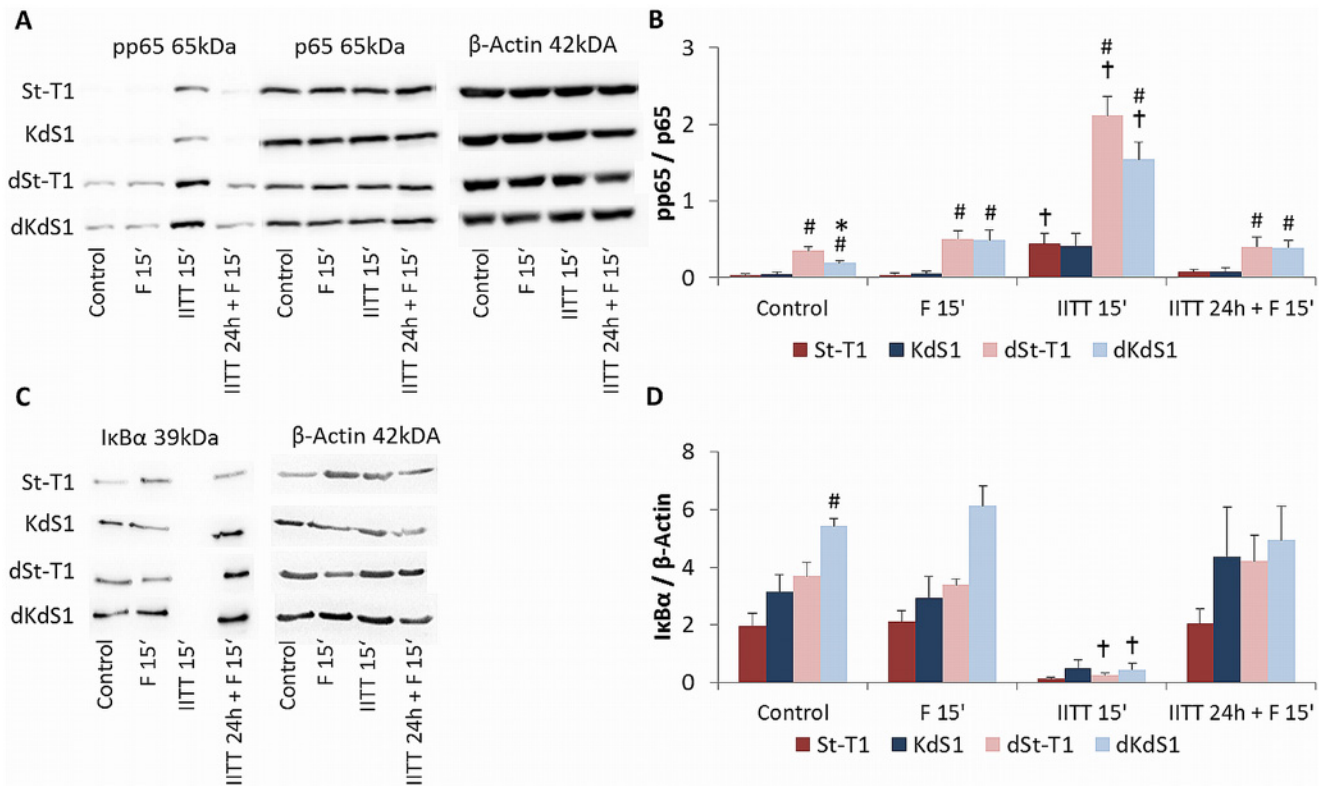 A
pp65 65kDa p65 65kDa β-Actin 42kDA
St-T1
KdS1
dSt-T1
dKdS1
Control F 15' IITT 15' IITT 24h + F 15' Control F 15' IITT 15' IITT 24h + F 15' Control F 15' IITT 15' IITT 24h + F 15'
B
pp65 / p65
3
2
1
0
# † # †
# * # # # † # #
Control F 15' IITT 15' IITT 24h + F 15'
St-T1 KdS1 dSt-T1 dKdS1
C
IκBα 39kDa β-Actin 42kDA
St-T1
KdS1
dSt-T1
dKdS1
Control F 15‘ IITT 15‘ IITT 24h + F 15‘ Control F 15‘ IITT 15‘ IITT 24h + F 15‘
D
IκBα / β-Actin
8
6
4
2
0
#
† †
Control F 15' IITT 15' IITT 24h + F 15'
St-T1 KdS1 dSt-T1 dKdS1